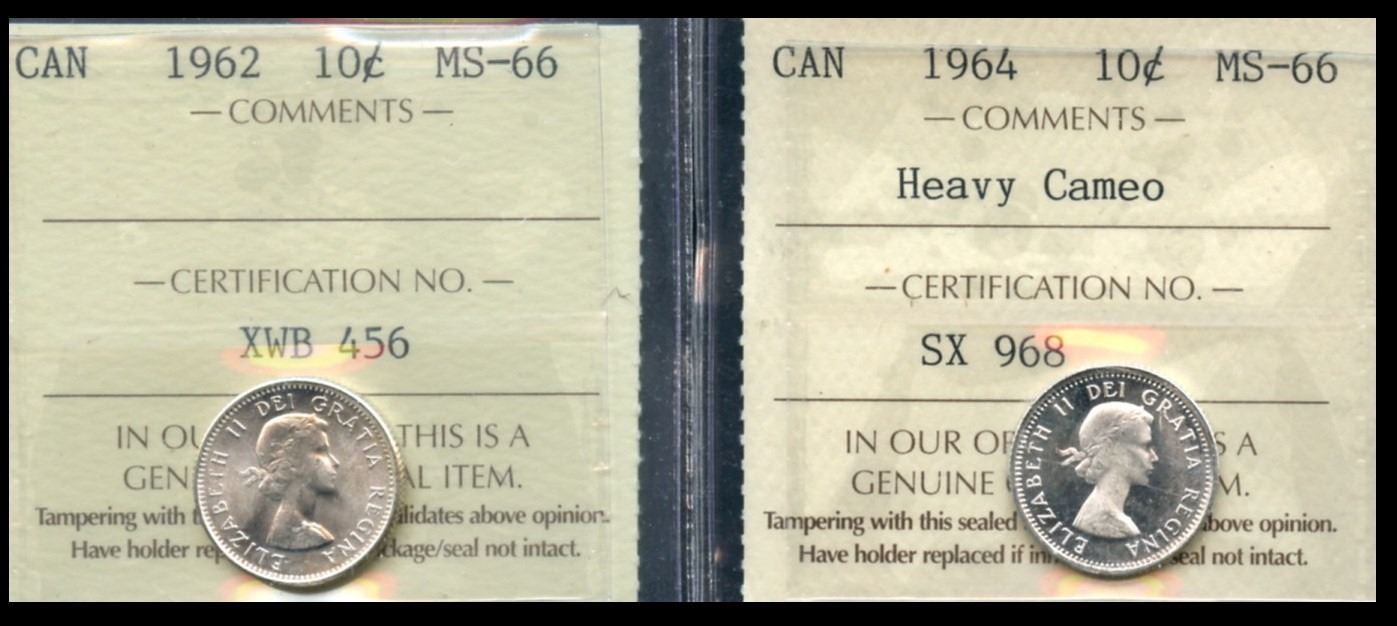 CAN 1962 10¢ MS-66
— COMMENTS —
— CERTIFICATION NO. —
XWB 456
IN OU THIS IS A
GEN AL ITEM.
Tampering with t lidates above opinion.
Have holder rep ckage/seal not intact.
ELIZABETH II DEI GRATIA REGINA
CAN 1964 10¢ MS-66
— COMMENTS —
Heavy Cameo
— CERTIFICATION NO. —
SX 968
IN OUR OF S A
GENUINE M.
Tampering with this sealed bove opinion.
Have holder replaced if inn seal not intact.
ELIZABETH II DEI GRATIA REGINA